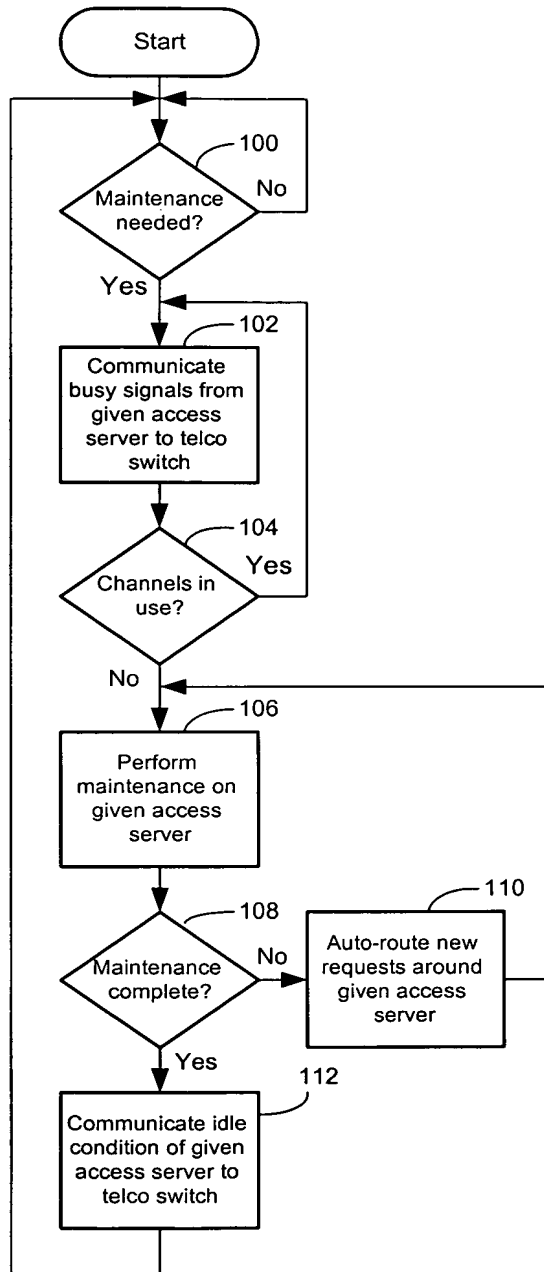 Start
100
Maintenance
needed?
No
Yes
102
Communicate
busy signals from
given access
server to telco
switch
104
Channels in
use?
Yes
No
106
Perform
maintenance on
given access
server
108
Maintenance
complete?
No
110
Auto-route new
requests around
given access
server
Yes
112
Communicate idle
condition of given
access server to
telco switch